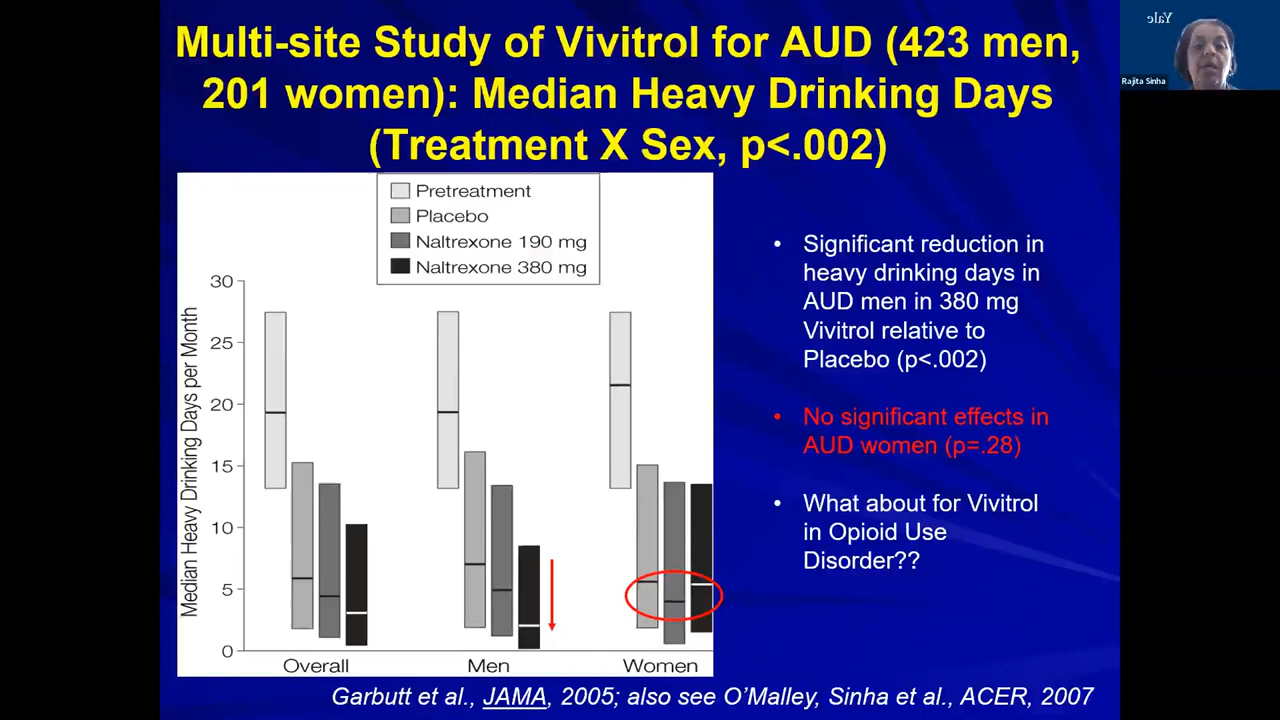 Multi-site Study of Vivitrol for AUD (423 men,
201 women): Median Heavy Drinking Days
(Treatment X Sex, p<.002)
Yale
Rajita Sinha
Pretreatment
Placebo
Naltrexone 190 mg
Naltrexone 380 mg
Median Heavy Drinking Days per Month
30
25
20
15
10
5
0
Overall
Men
Women
• Significant reduction in
heavy drinking days in
AUD men in 380 mg
Vivitrol relative to
Placebo (p<.002)
• No significant effects in
AUD women (p=.28)
• What about for Vivitrol
in Opioid Use
Disorder??
Garbutt et al., JAMA, 2005; also see O’Malley, Sinha et al., ACER, 2007